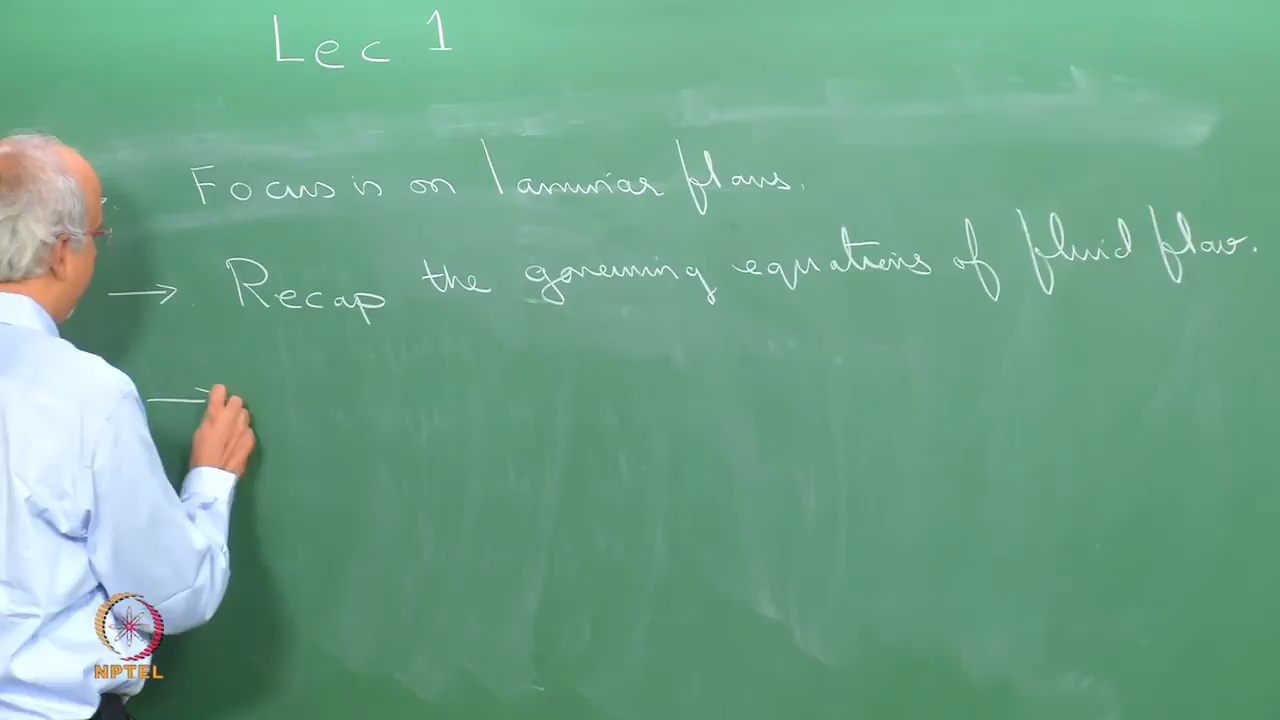 Lec 1
Focus is on laminar flows.
→ Recap the governing equations of fluid flow.
→
NPTEL